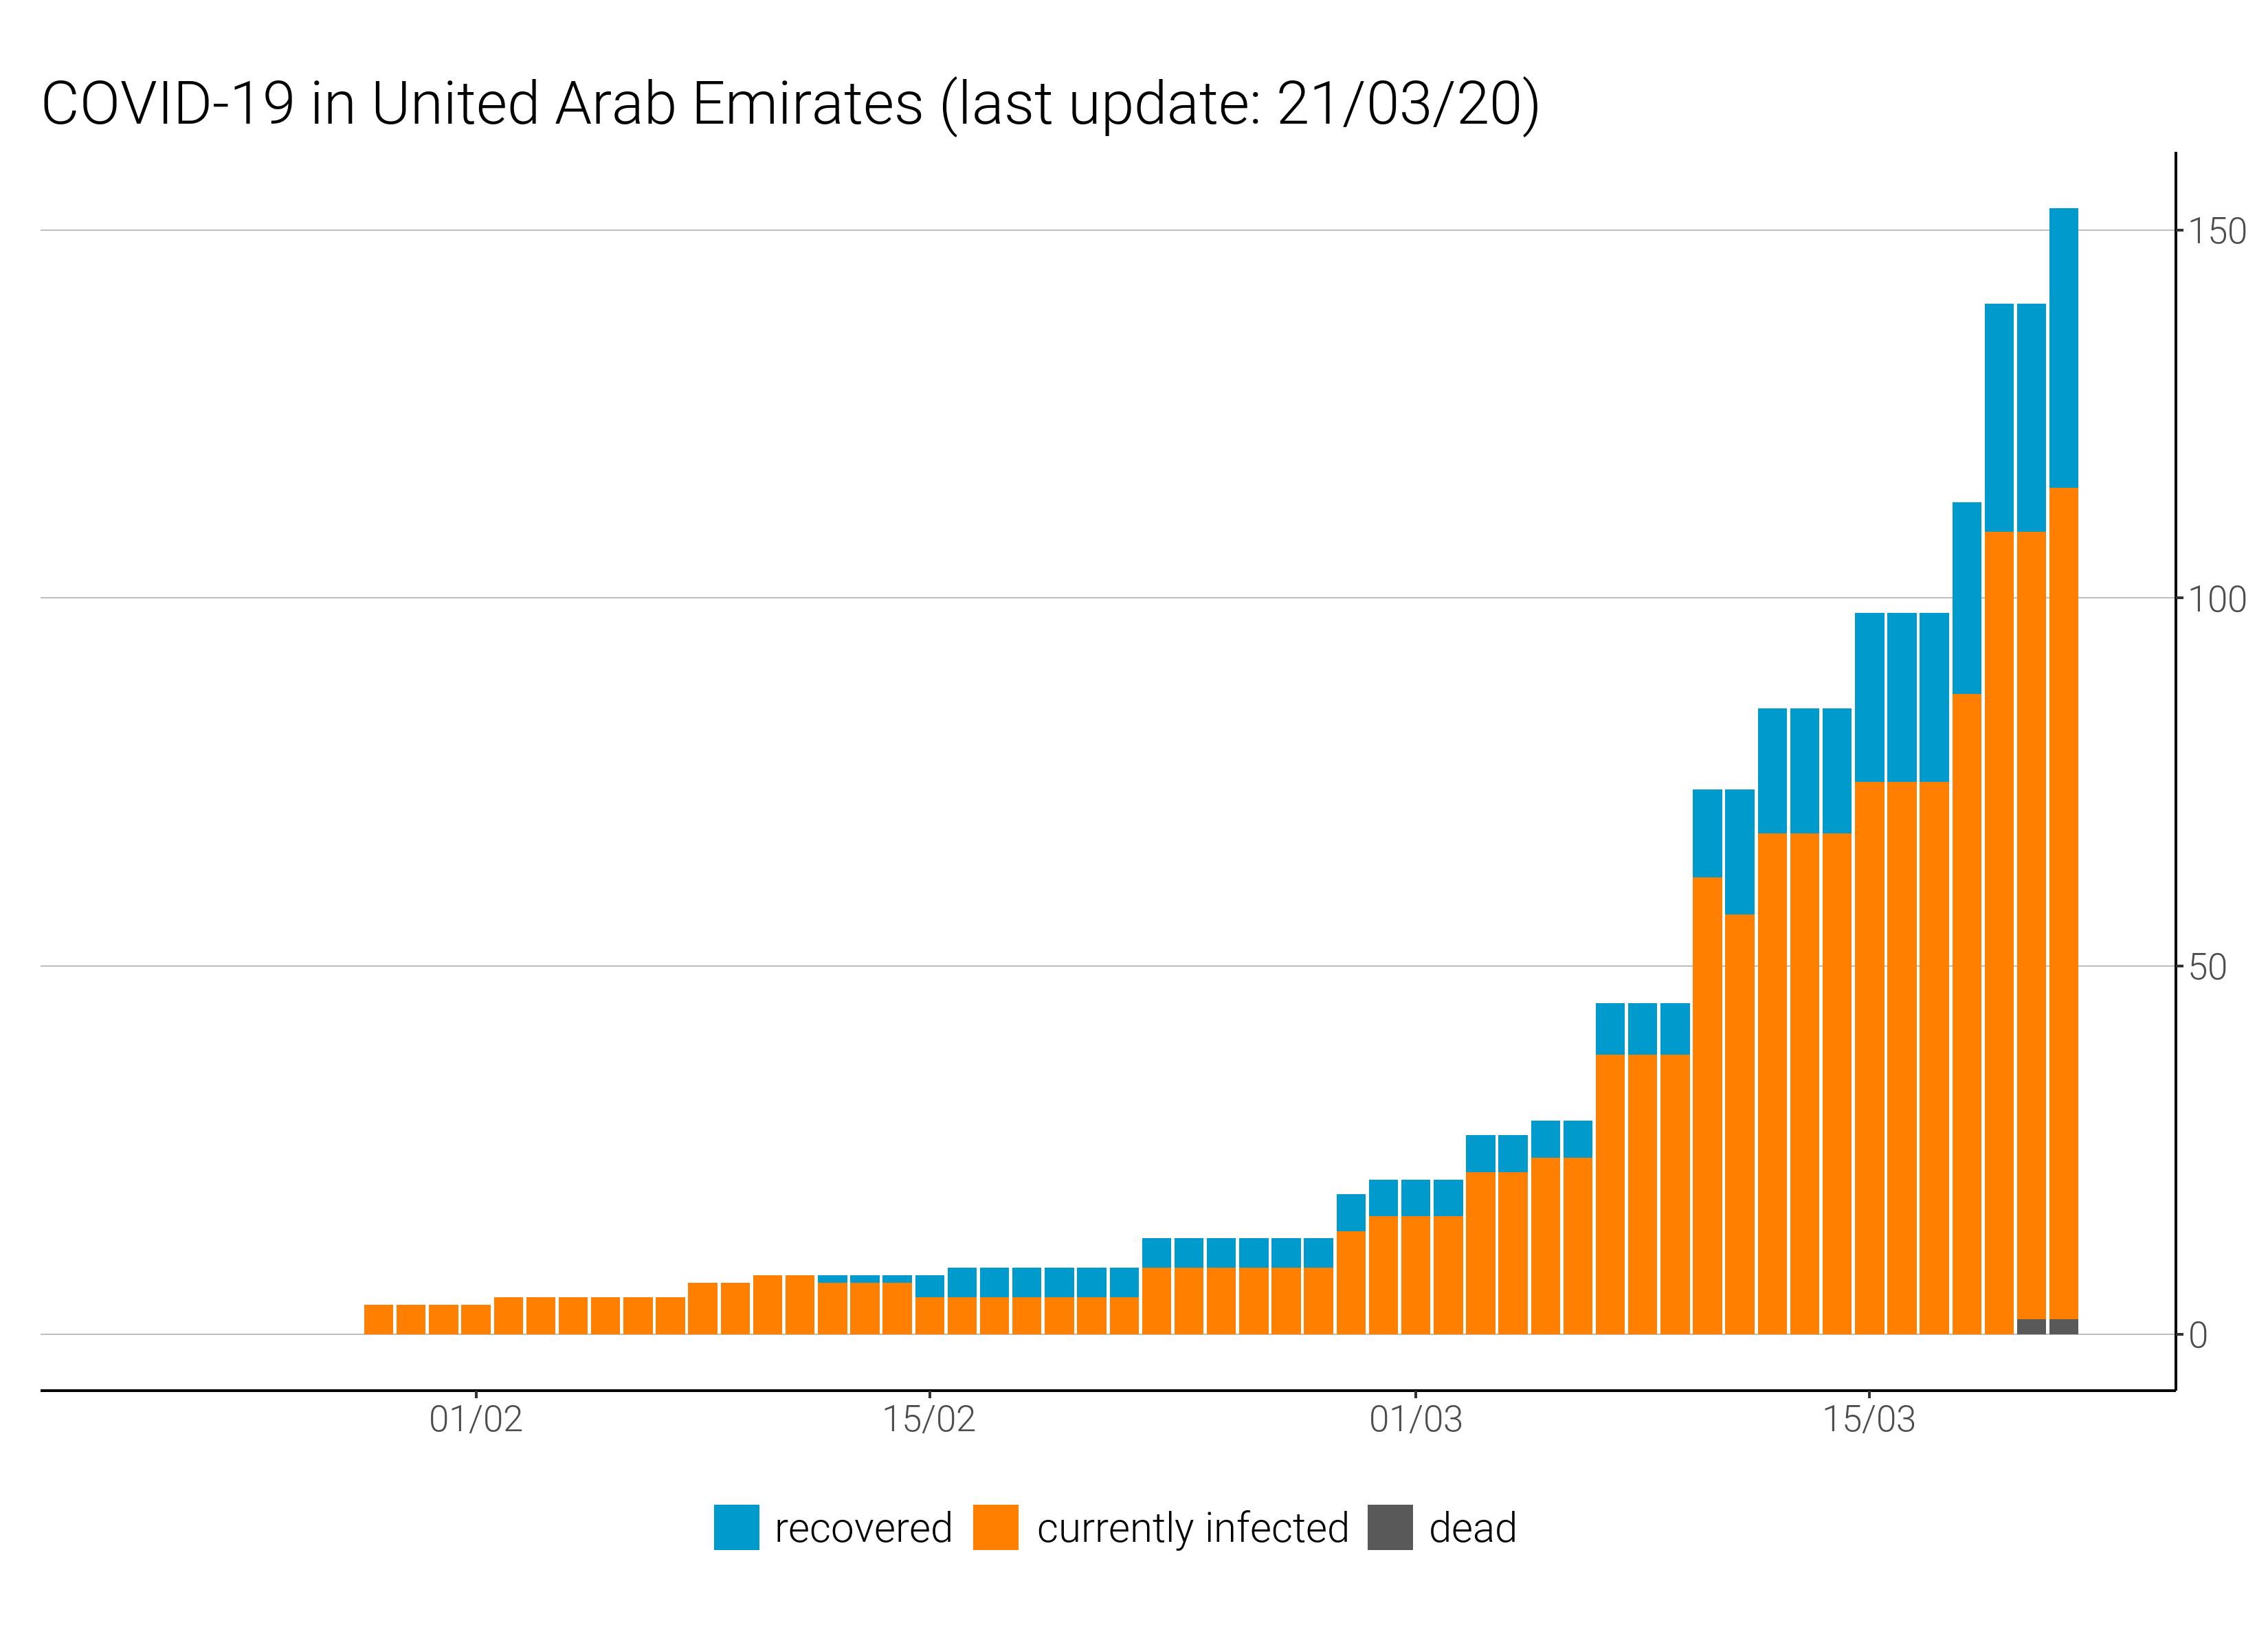 COVID-19 in United Arab Emirates (last update: 21/03/20)
150
100
50
0
01/02 15/02 01/03 15/03
recovered currently infected dead